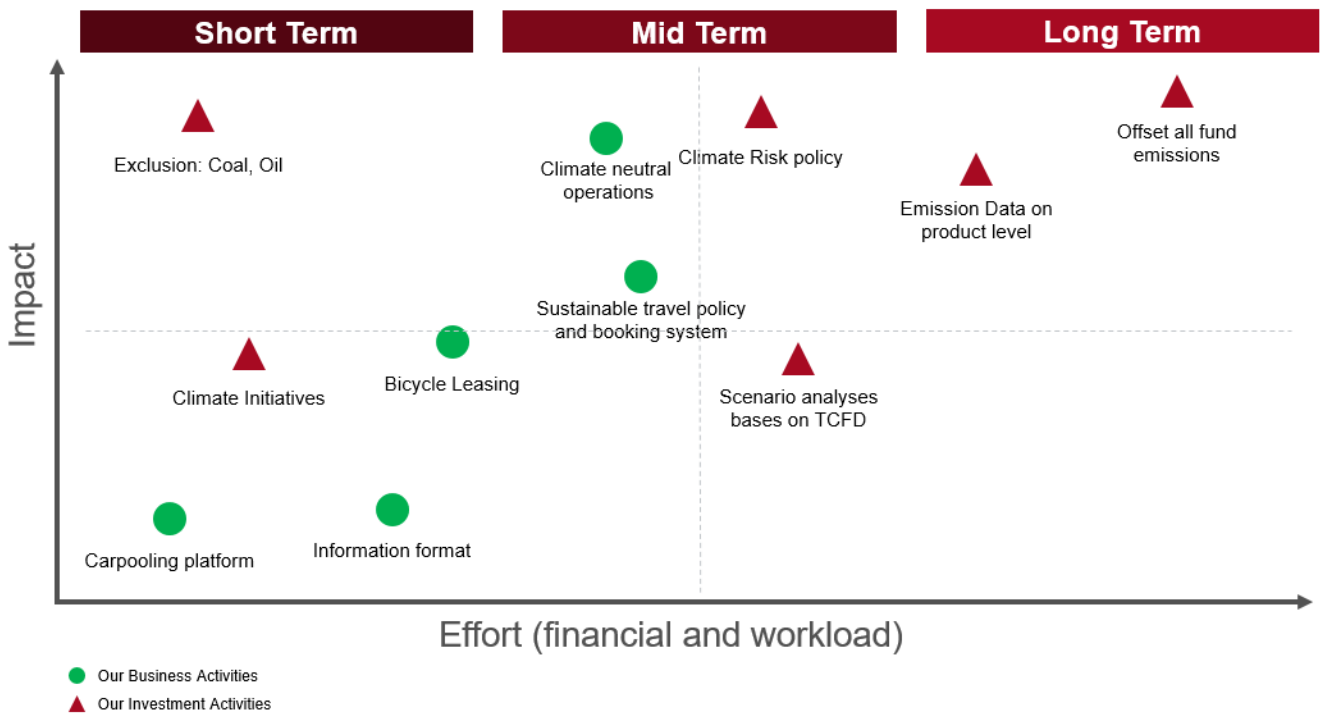 Short Term
Mid Term
Long Term
Exclusion: Coal, Oil
Climate neutral
operations
Climate Risk policy
Offset all fund
emissions
Emission Data on
product level
Sustainable travel policy
and booking system
Climate Initiatives
Bicycle Leasing
Scenario analyses
bases on TCFD
Carpooling platform
Information format
Impact
Effort (financial and workload)
Our Business Activities
Our Investment Activities